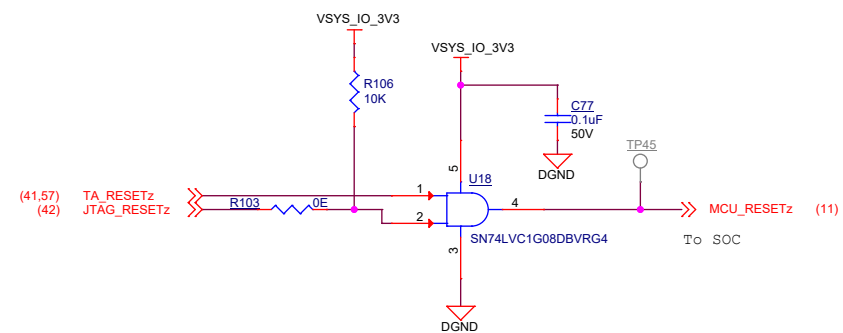 VSYS_IO_3V3
VSYS_IO_3V3
R106
10K
C77
0.1uF
50V
TP45
5
U18
DGND
(41,57) TA_RESETz
1
(42) JTAG_RESETz
R103 0E
2
4
MCU_RESETz (11)
SN74LVC1G08DBVRG4
To SOC
3
DGND